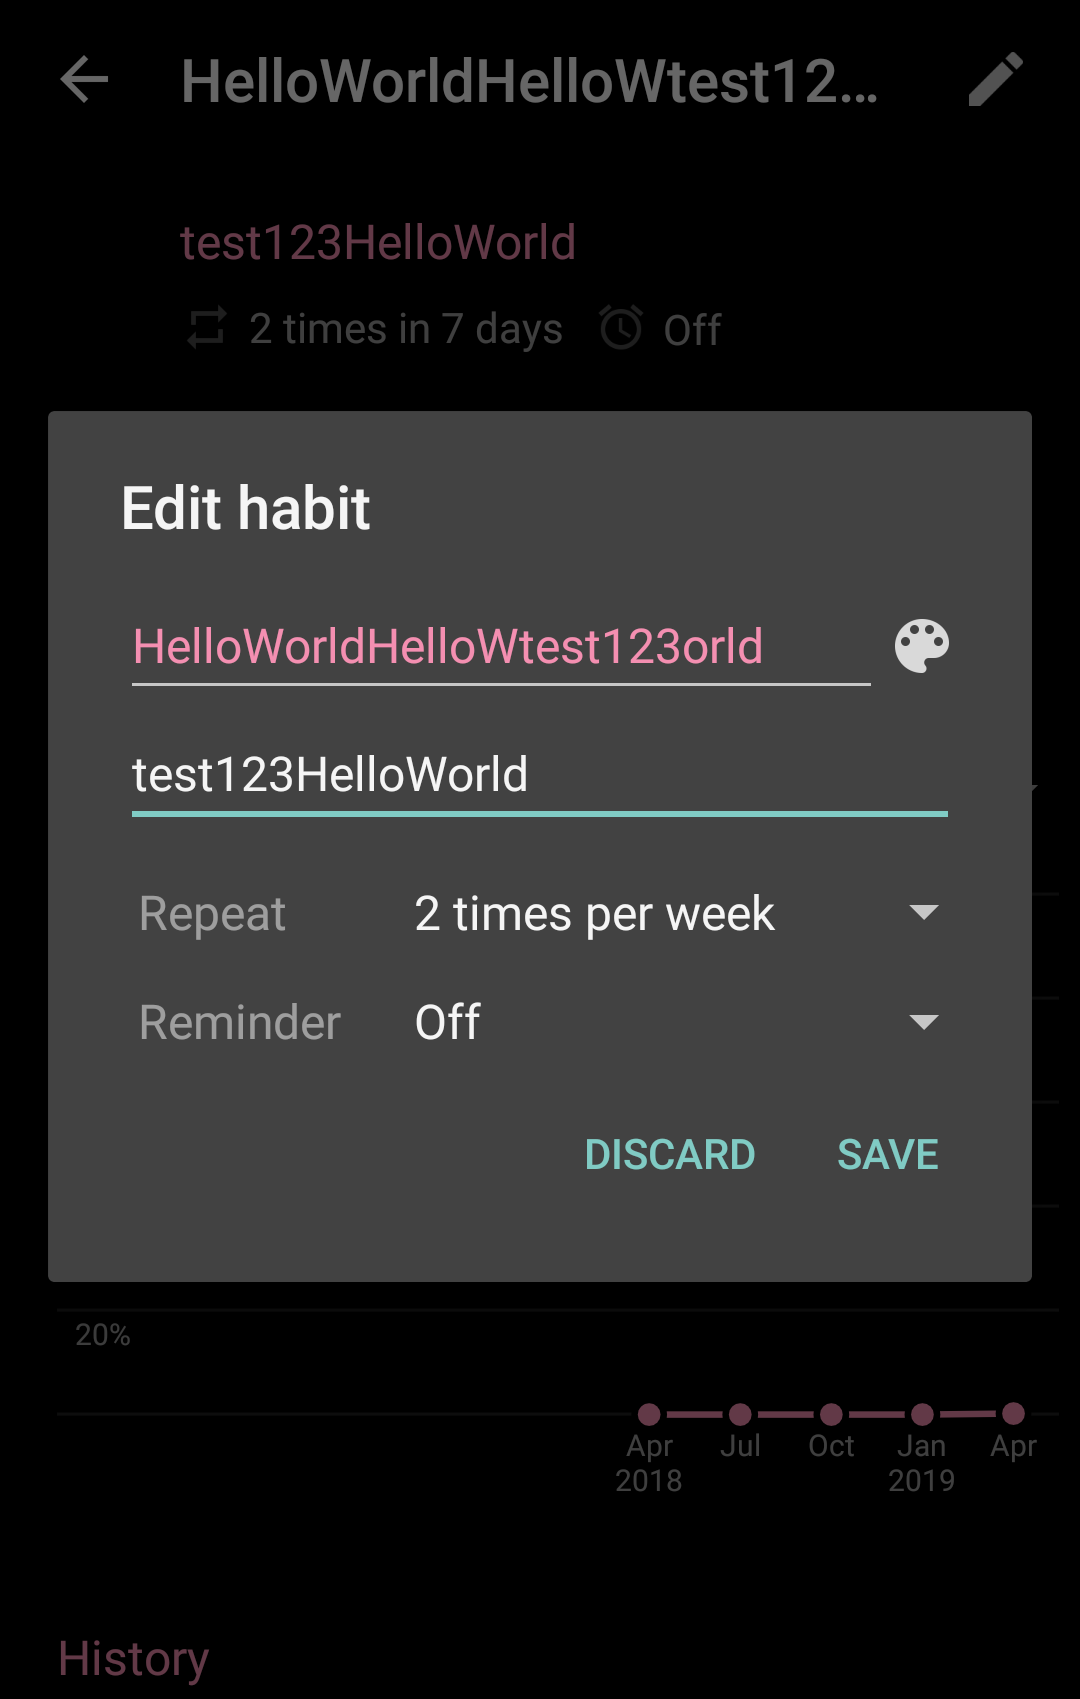 HelloWorldHelloWtest12...
test123HelloWorld
2 times in 7 days Off
Edit habit
HelloWorldHelloWtest123orld
test123HelloWorld
Repeat 2 times per week
Reminder Off
DISCARD SAVE
20%
Apr Jul Oct Jan Apr
2018 2019
History